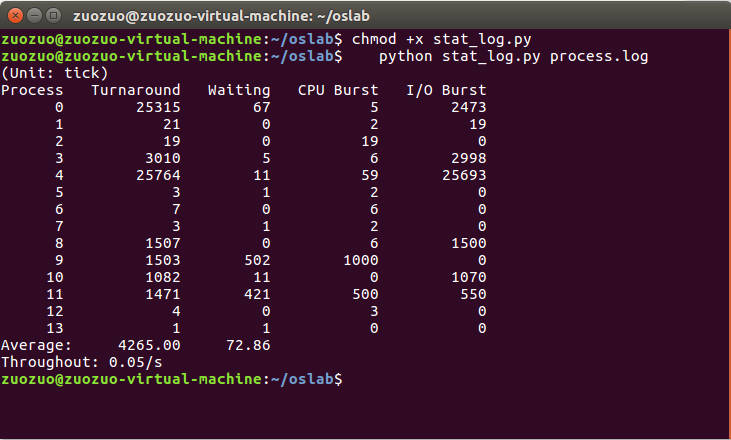 zuozuo@zuozuo-virtual-machine: ~/oslab
zuozuo@zuozuo-virtual-machine:~/oslab$ chmod +x stat_log.py
zuozuo@zuozuo-virtual-machine:~/oslab$    python stat_log.py process.log
(Unit: tick)
Process   Turnaround   Waiting   CPU Burst   I/O Burst
      0        25315        67           5        2473
      1           21         0           2          19
      2           19         0          19           0
      3         3010         5           6        2998
      4        25764        11          59       25693
      5            3         1           2           0
      6            7         0           6           0
      7            3         1           2           0
      8         1507         0           6        1500
      9         1503       502        1000           0
     10         1082        11           0        1070
     11         1471       421         500         550
     12            4         0           3           0
     13            1         1           0           0
Average:     4265.00     72.86
Throughout: 0.05/s
zuozuo@zuozuo-virtual-machine:~/oslab$